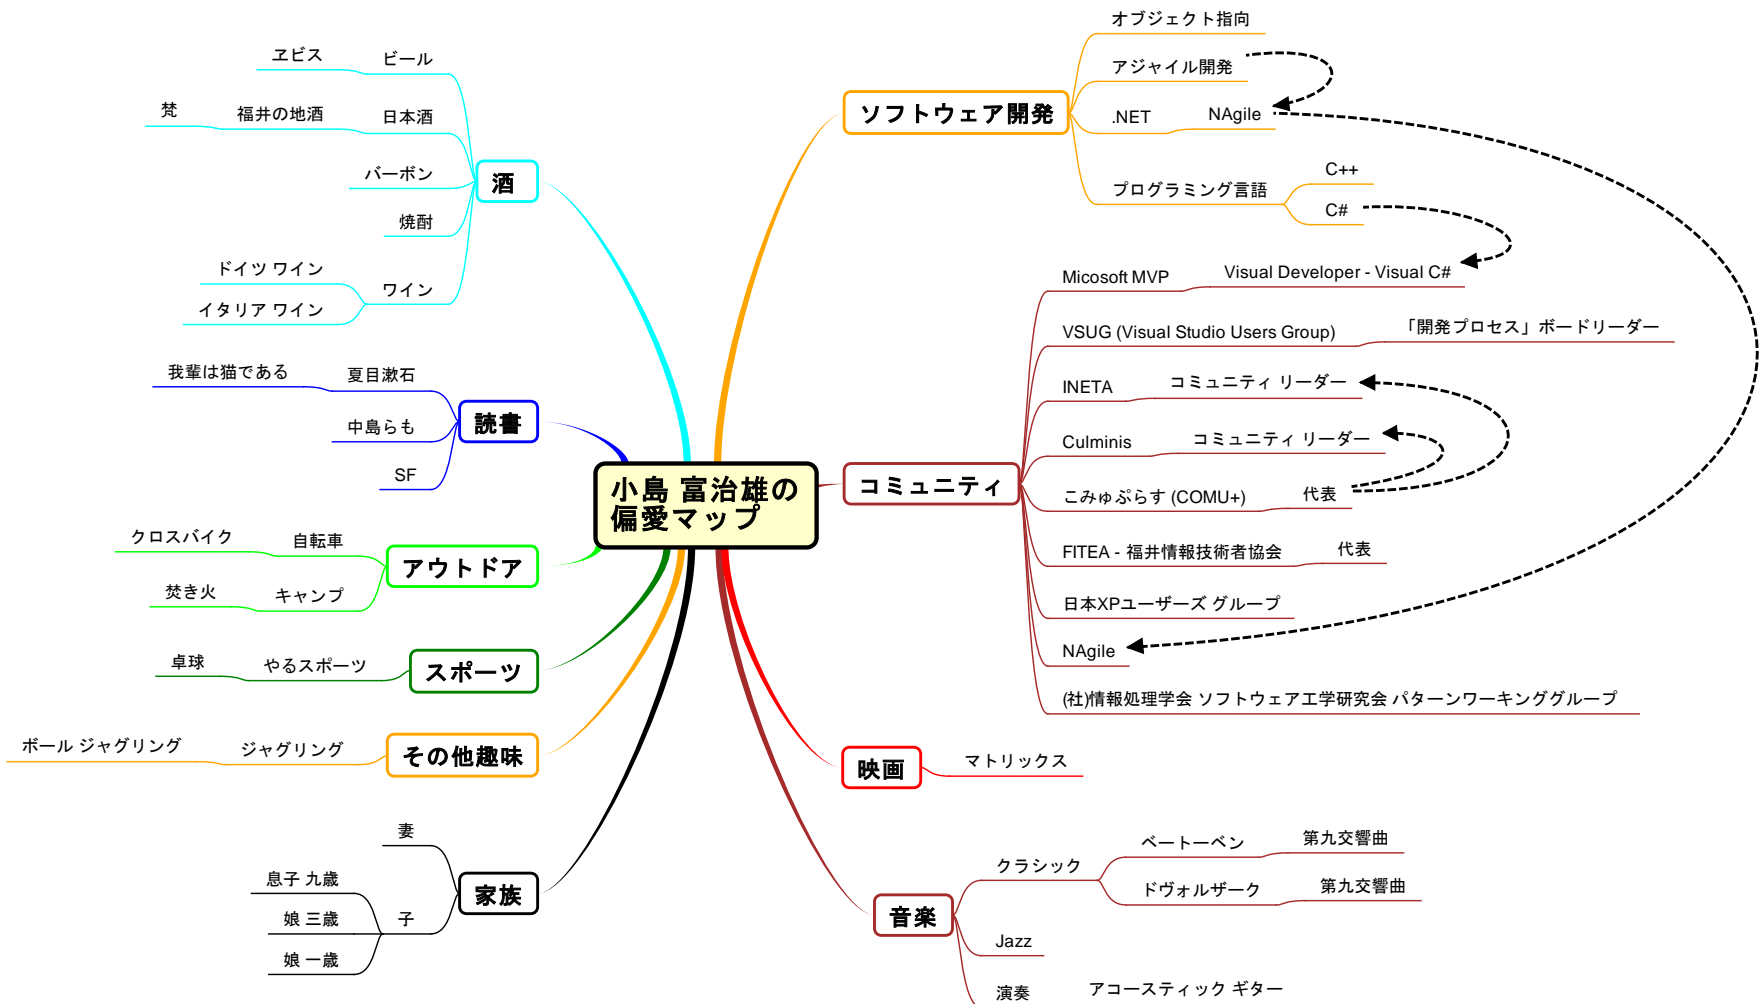 小島 富治雄の
偏愛マップ
ソフトウェア開発
オブジェクト指向
アジャイル開発
.NET
NAgile
プログラミング言語
C++
C#
コミュニティ
Micosoft MVP
Visual Developer - Visual C#
VSUG (Visual Studio Users Group)
「開発プロセス」ボードリーダー
INETA
コミュニティ リーダー
Culminis
コミュニティ リーダー
こみゅぷらす (COMU+)
代表
FITEA - 福井情報技術者協会
代表
日本XPユーザーズ グループ
NAgile
(社)情報処理学会 ソフトウェア工学研究会 パターンワーキンググループ
映画
マトリックス
音楽
クラシック
ベートーベン
第九交響曲
ドヴォルザーク
第九交響曲
Jazz
演奏
アコースティック ギター
酒
ビール
ヱビス
日本酒
福井の地酒
梵
バーボン
焼酎
ワイン
ドイツ ワイン
イタリア ワイン
読書
夏目漱石
我輩は猫である
中島らも
SF
アウトドア
自転車
クロスバイク
キャンプ
焚き火
スポーツ
やるスポーツ
卓球
その他趣味
ジャグリング
ボール ジャグリング
家族
妻
子
息子 九歳
娘 三歳
娘 一歳